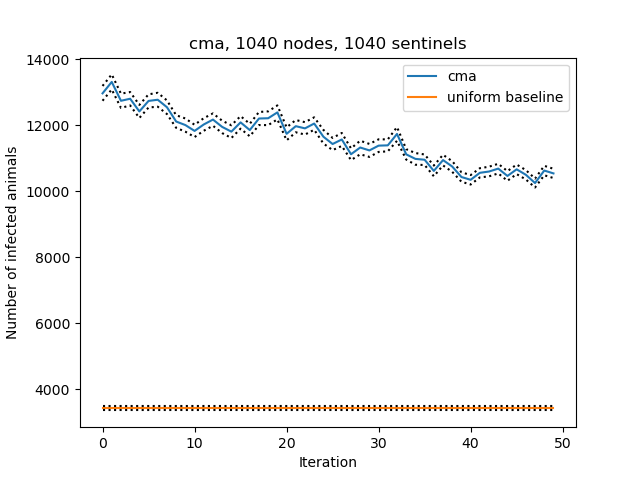 cma, 1040 nodes, 1040 sentinels
cma
uniform baseline
Number of infected animals
14000
12000
10000
8000
6000
4000
0 10 20 30 40 50
Iteration